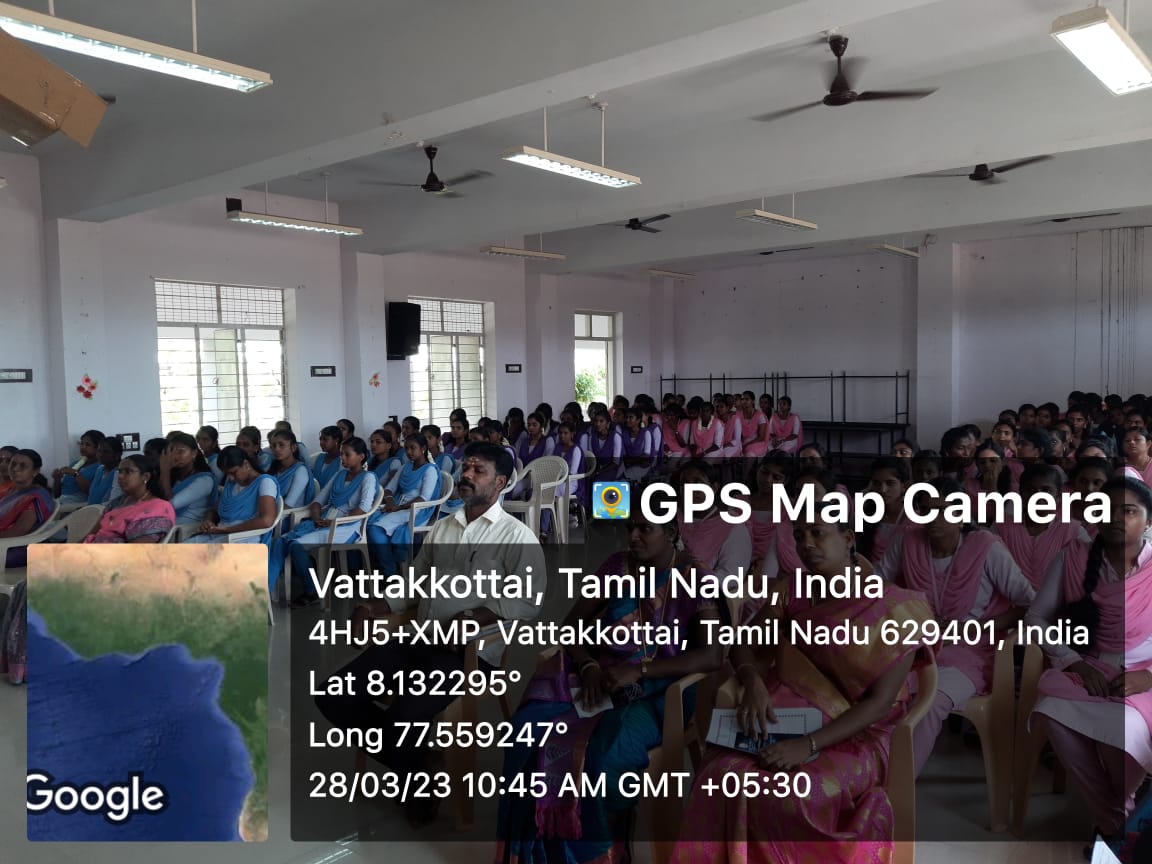 GPS Map Camera
Vattakkottai, Tamil Nadu, India
4HJ5+XMP, Vattakkottai, Tamil Nadu 629401, India
Lat 8.132295°
Long 77.559247°
28/03/23 10:45 AM GMT +05:30
Google